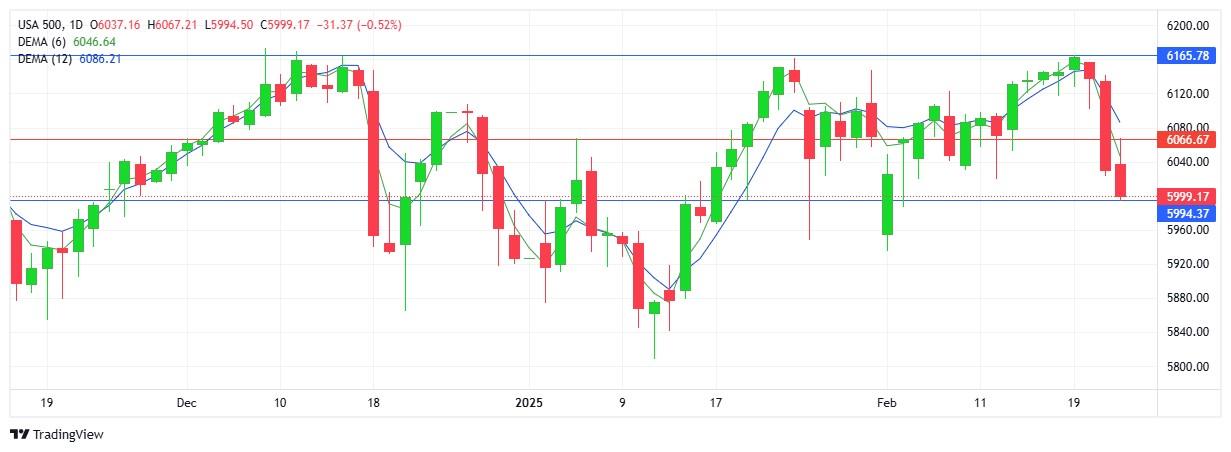 USA 500, 1D O6037.16 H6067.21 L5994.50 C5999.17 −31.37 (−0.52%)
DEMA (6) 6046.64
DEMA (12) 6086.21
6200.00
6165.78
6120.00
6080.00
6066.67
6040.00
5999.17
5994.37
5960.00
5920.00
5880.00
5840.00
5800.00
19 Dec 10 18 2025 9 17 Feb 11 19
TradingView